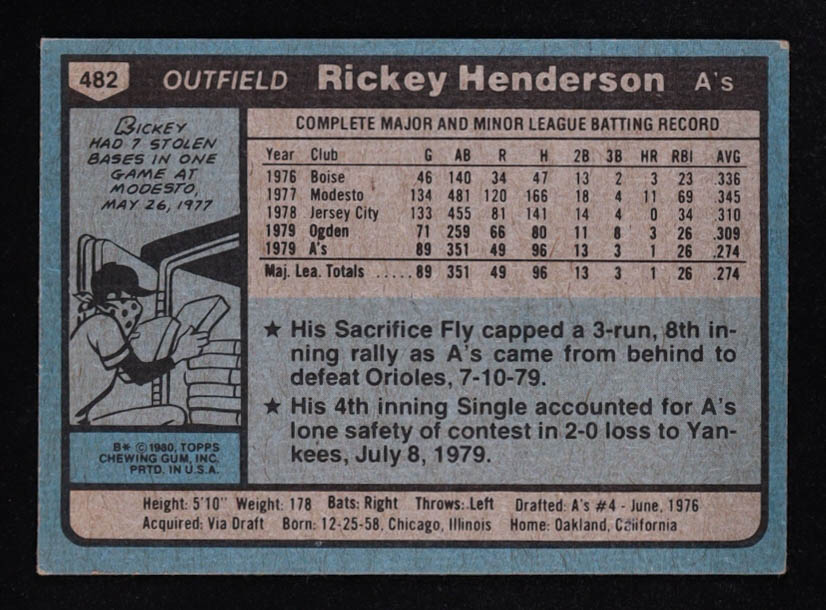 482 OUTFIELD Rickey Henderson A's
RICKEY
HAD 7 STOLEN
BASES IN ONE
GAME AT
MODESTO,
MAY 26, 1977
B* © 1980, TOPPS
CHEWING GUM, INC.
PRTD. IN U.S.A.
COMPLETE MAJOR AND MINOR LEAGUE BATTING RECORD
Year Club G AB R H 2B 3B HR RBI AVG
1976 Boise 46 140 34 47 13 2 3 23 .336
1977 Modesto 134 481 120 166 18 4 11 69 .345
1978 Jersey City 133 455 81 141 14 4 0 34 .310
1979 Ogden 71 259 66 80 11 8 3 26 .309
1979 A's 89 351 49 96 13 3 1 26 .274
Maj. Lea. Totals .....89 351 49 96 13 3 1 26 .274
★ His Sacrifice Fly capped a 3-run, 8th in-
ning rally as A's came from behind to
defeat Orioles, 7-10-79.
★ His 4th inning Single accounted for A's
lone safety of contest in 2-0 loss to Yan-
kees, July 8, 1979.
Height: 5'10" Weight: 178 Bats: Right Throws: Left Drafted: A's #4 - June, 1976
Acquired: Via Draft Born: 12-25-58, Chicago, Illinois Home: Oakland, California